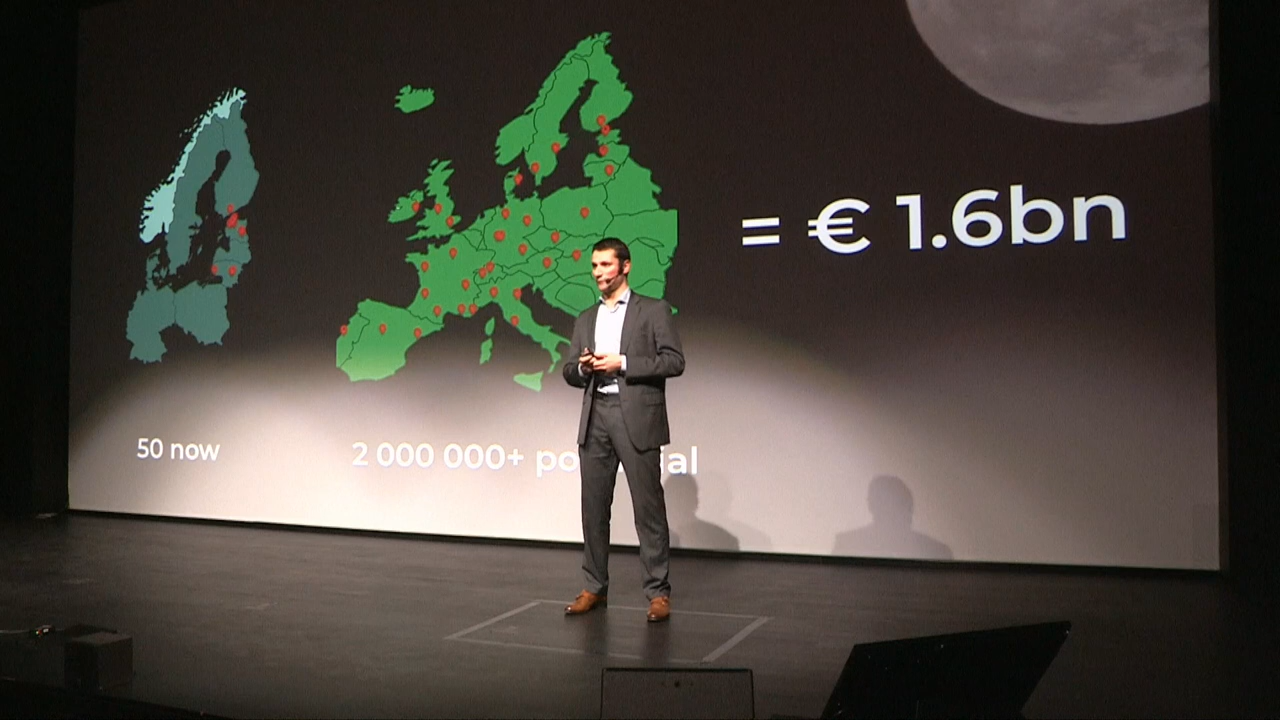 = € 1.6bn
50 now
2 000 000+